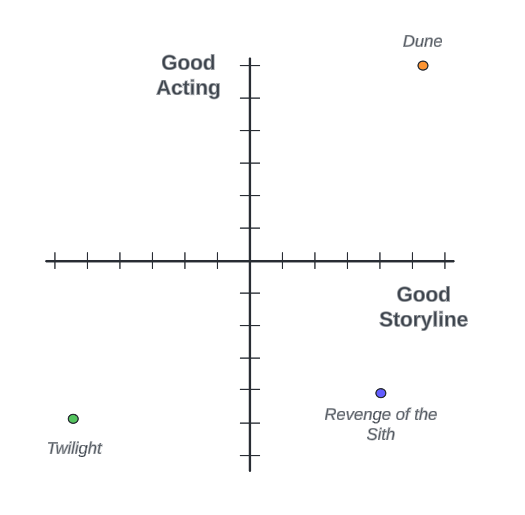 Dune
Good
Acting
Good
Storyline
Revenge of the
Sith
Twilight